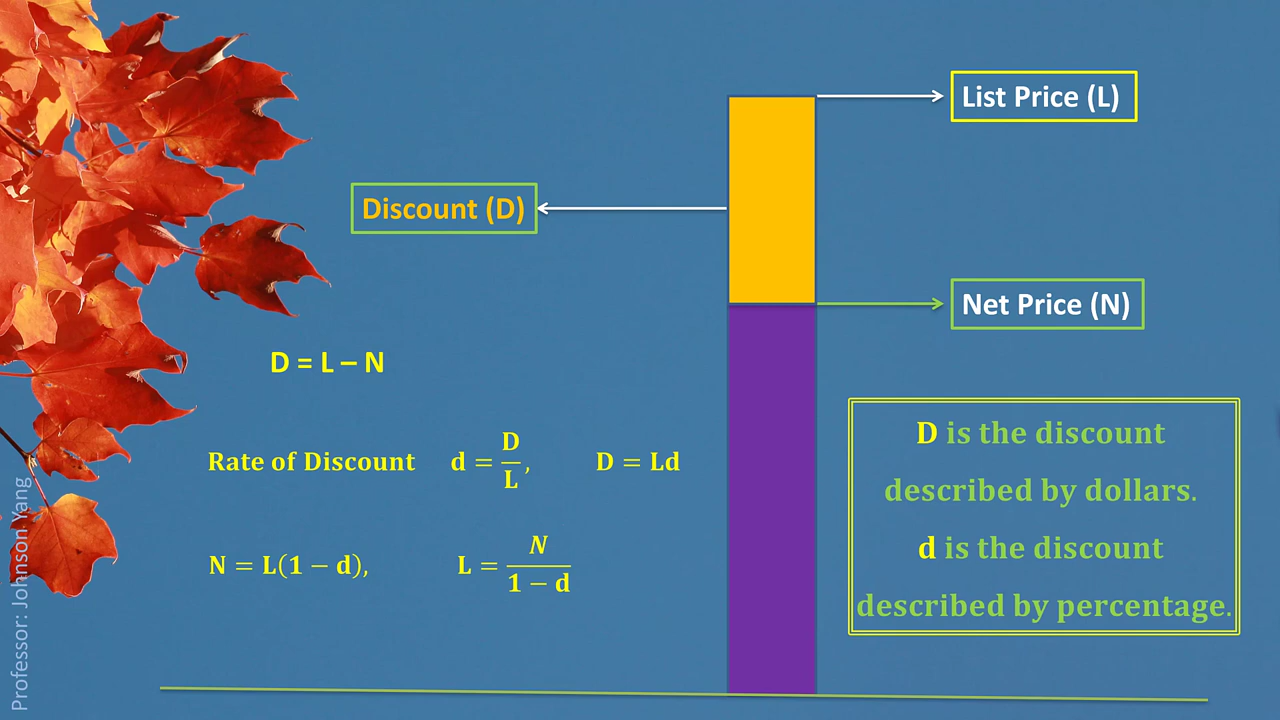 List Price (L)
Discount (D)
Net Price (N)
D = L – N
Rate of Discount d = D/L, D = Ld
N = L(1 − d), L = N/(1 − d)
D is the discount
described by dollars.
d is the discount
described by percentage.
Professor: Johnson Yang